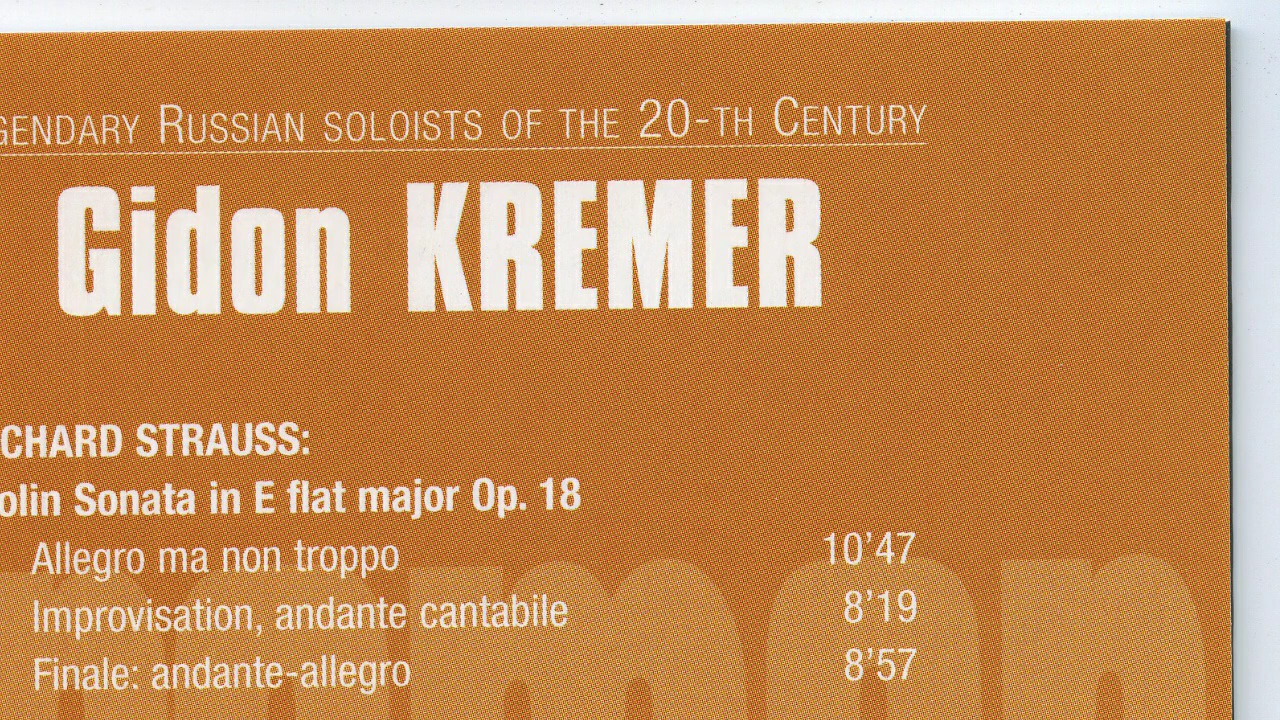 GENDARY RUSSIAN SOLOISTS OF THE 20-TH CENTURY
Gidon KREMER
CHARD STRAUSS:
olin Sonata in E flat major Op. 18
Allegro ma non troppo 10'47
Improvisation, andante cantabile 8'19
Finale: andante-allegro 8'57